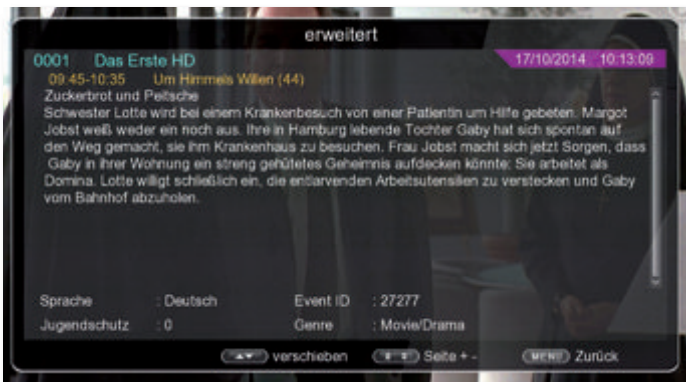 erweitert
0001 Das Erste HD 17/10/2014 10:13:09
09:45-10:35 Um Himmels Willen (44)
Zuckerbrot und Peitsche
Schwester Lotte wird bei einem Krankenbesuch von einer Patientin um Hilfe gebeten. Margot
Jobst weiß weder ein noch aus. Ihre in Hamburg lebende Tochter Gaby hat sich spontan auf
den Weg gemacht, sie ihm Krankenhaus zu besuchen. Frau Jobst macht sich jetzt Sorgen, dass
Gaby in ihrer Wohnung ein streng gehütetes Geheimnis aufdecken könnte: Sie arbeitet als
Domina. Lotte willigt schließlich ein, die entlarvenden Arbeitsutensilien zu verstecken und Gaby
vom Bahnhof abzuholen.
Sprache : Deutsch Event ID : 27277
Jugendschutz : 0 Genre : Movie/Drama
verschieben Seite + - MENU Zurück